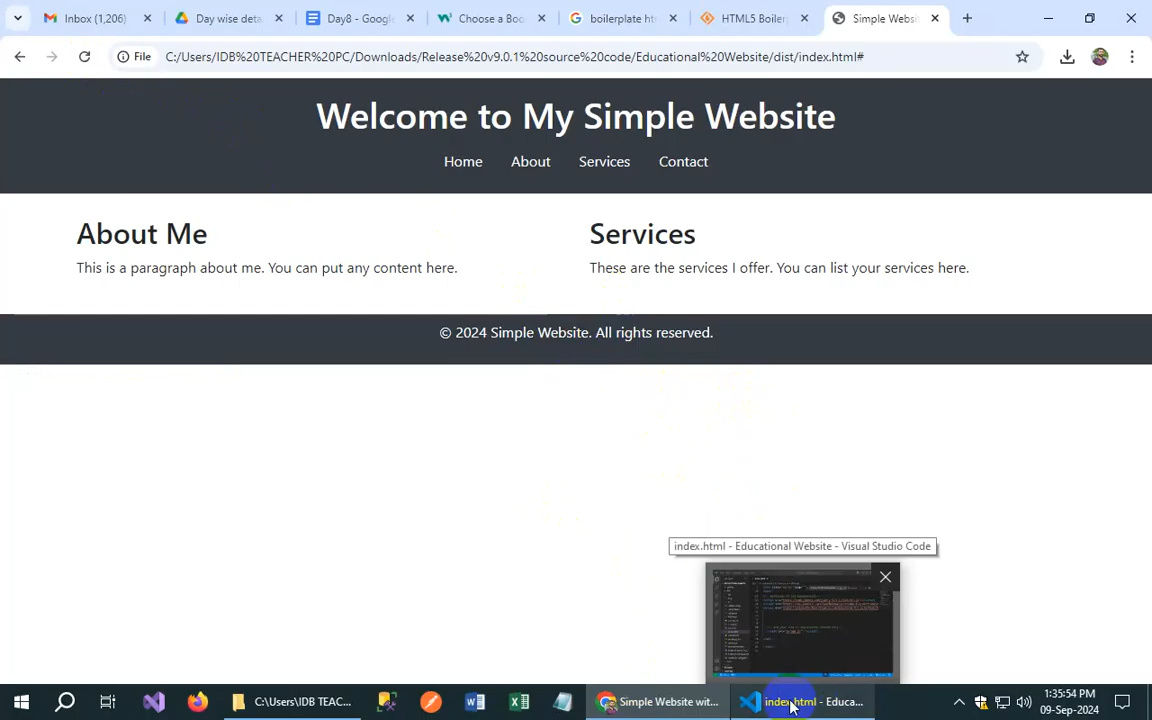 Inbox (1,206)
Day wise deta
Day8 - Google
Choose a Boo
boilerplate ht
HTML5 Boiler
Simple Websi
File
C:/Users/IDB%20TEACHER%20PC/Downloads/Release%20v9.0.1%20source%20code/Educational%20Website/dist/index.html#
Welcome to My Simple Website
Home
About
Services
Contact
About Me
Services
This is a paragraph about me. You can put any content here.
These are the services I offer. You can list your services here.
© 2024 Simple Website. All rights reserved.
index.html - Educational Website - Visual Studio Code
C:\Users\IDB TEAC...
Simple Website wit...
index.html - Educa...
1:35:54 PM
09-Sep-2024